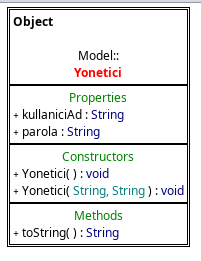 Object
Model::
Yonetici
Properties
+ kullaniciAd : String
+ parola : String
Constructors
+ Yonetici( ) : void
+ Yonetici( String, String ) : void
Methods
+ toString( ) : String